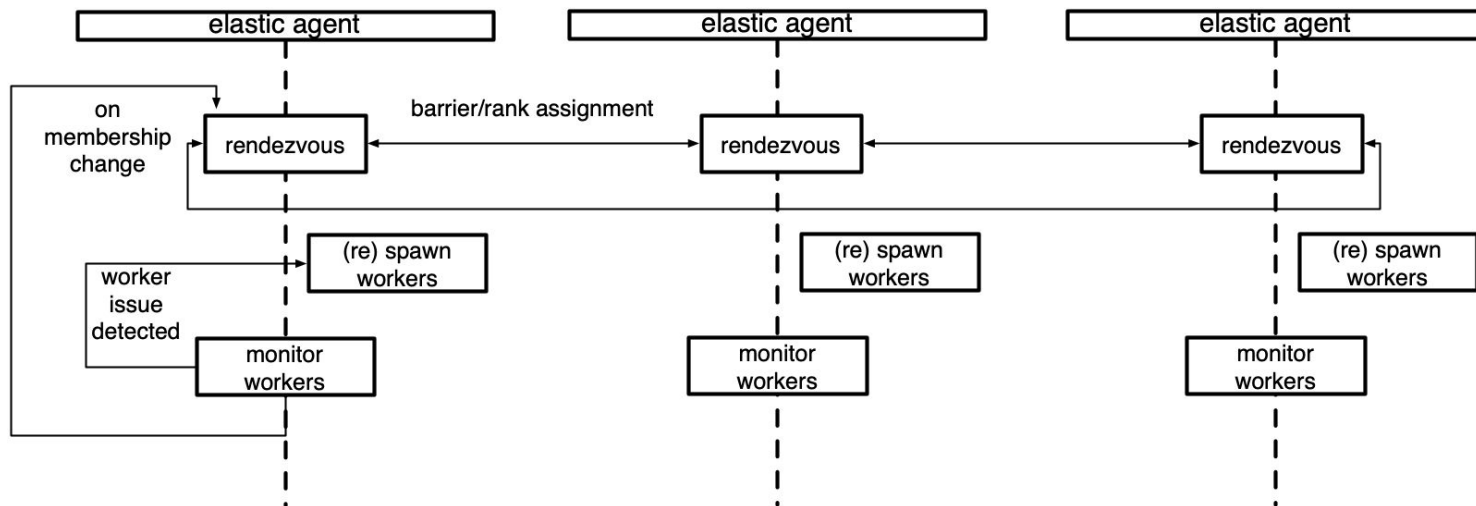 elastic agent
elastic agent
elastic agent
on
membership
change
barrier/rank assignment
rendezvous
rendezvous
rendezvous
(re) spawn
workers
(re) spawn
workers
(re) spawn
workers
worker
issue
detected
monitor
workers
monitor
workers
monitor
workers